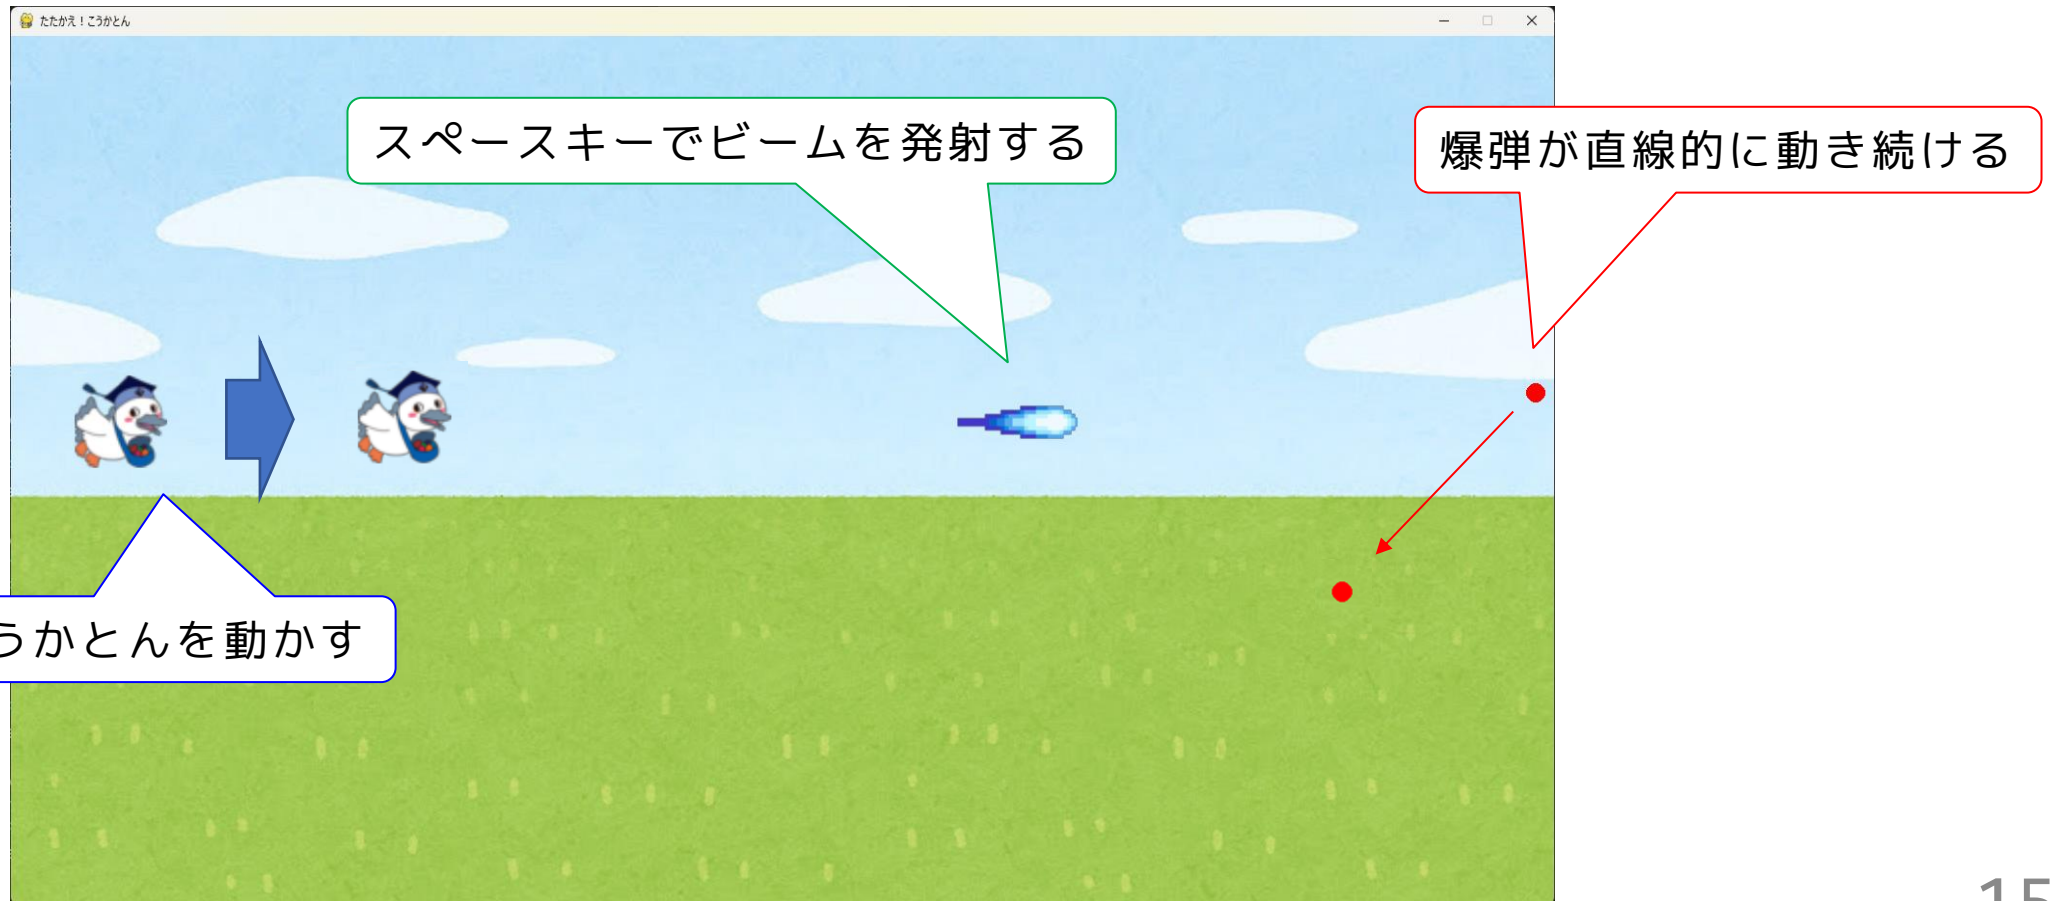 たたかえ！こうかとん
スペースキーでビームを発射する
爆弾が直線的に動き続ける
うかとんを動かす
15